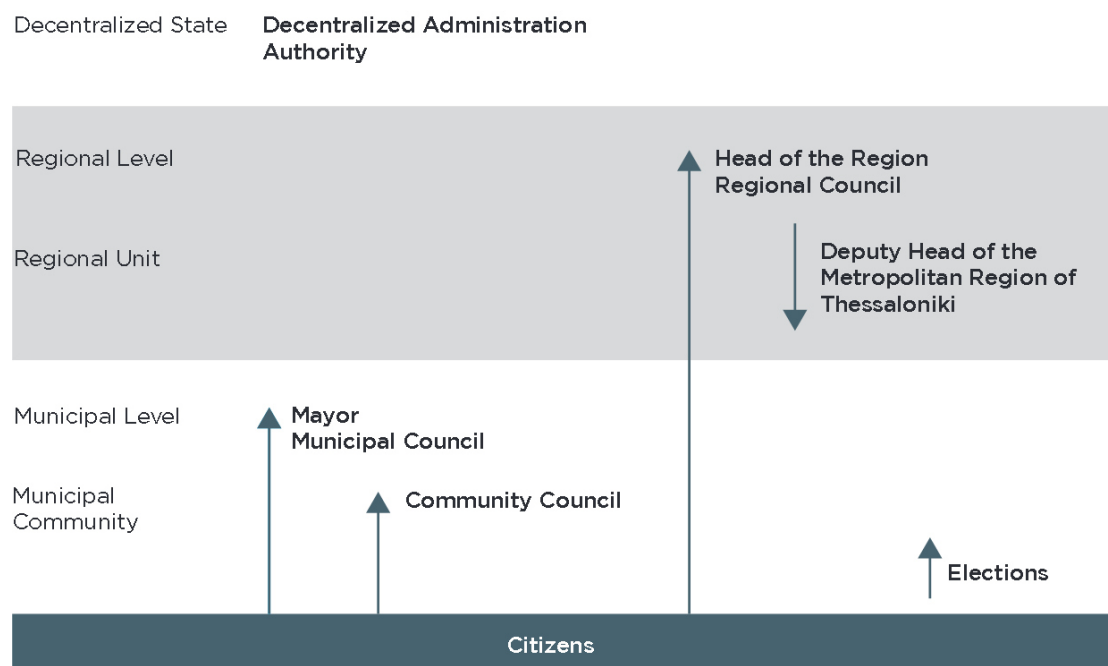 Decentralized State
Decentralized Administration
Authority
Regional Level
Head of the Region
Regional Council
Regional Unit
Deputy Head of the
Metropolitan Region of
Thessaloniki
Municipal Level
Mayor
Municipal Council
Municipal
Community
Community Council
Elections
Citizens